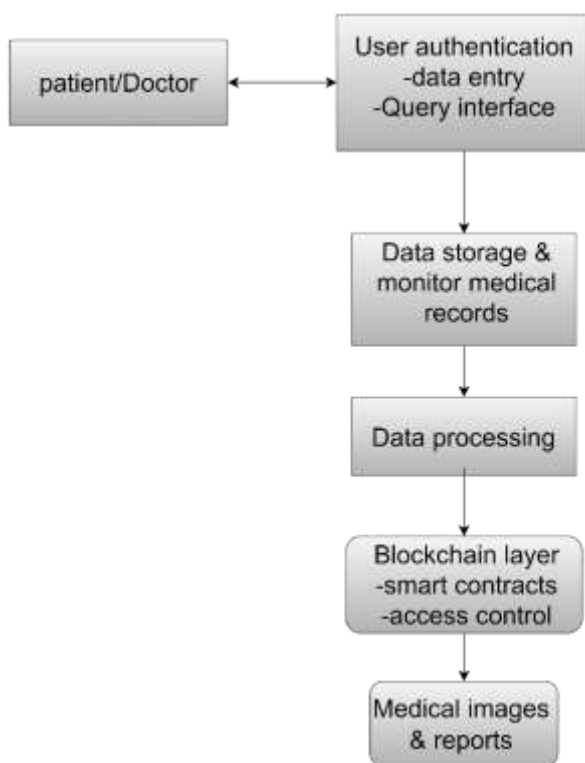 patient/Doctor
User authentication
-data entry
-Query interface
Data storage &
monitor medical
records
Data processing
Blockchain layer
-smart contracts
-access control
Medical images
& reports